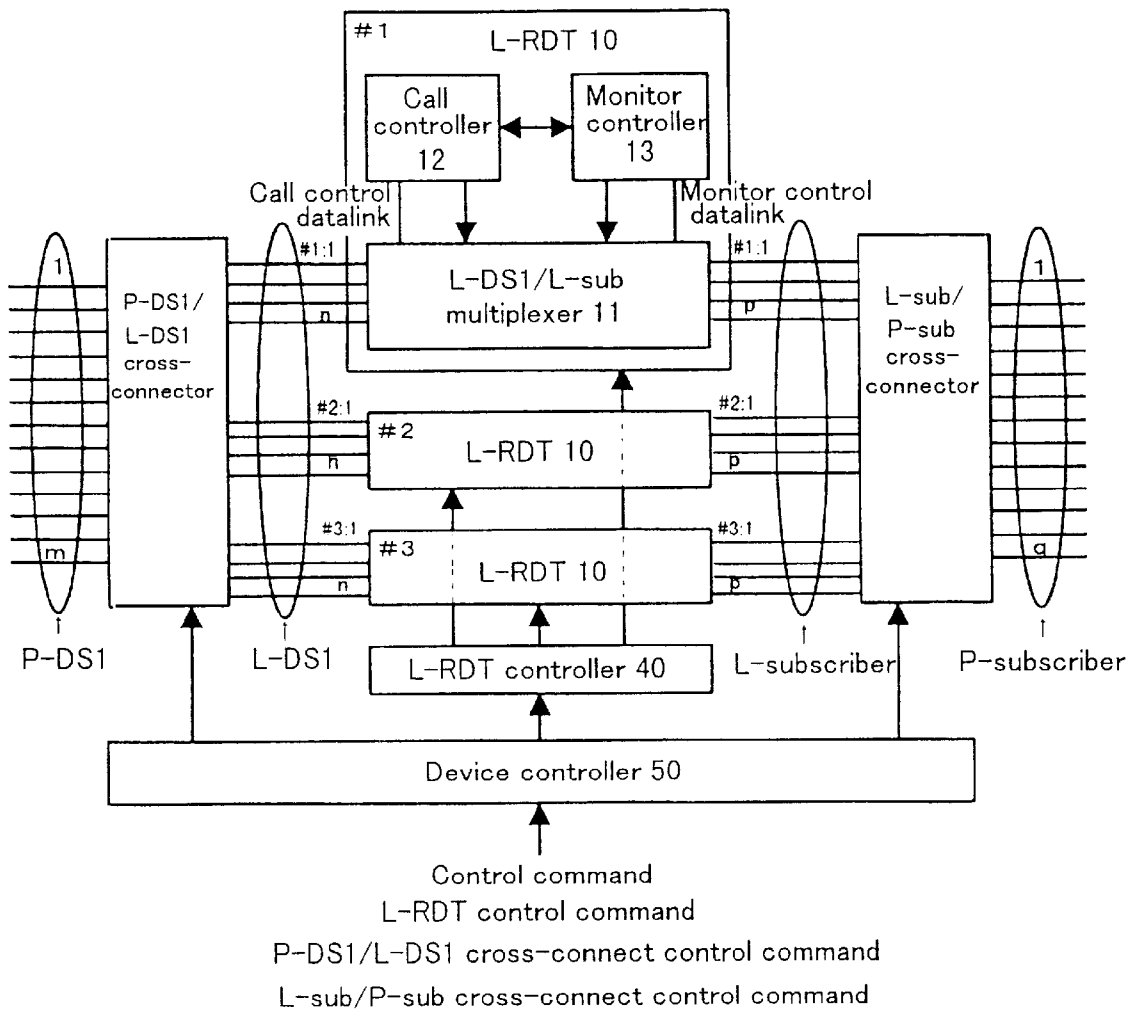 #1
L-RDT 10
Call
controller
12
Monitor
controller
13
Call control
datalink
Monitor control
datalink
1
P-DS1/
L-DS1
cross-
connector
m
#1:1
n
L-DS1/L-sub
multiplexer 11
#1:1
p
L-sub/
P-sub
cross-
connector
1
q
#2:1
n
#2
L-RDT 10
#2:1
p
#3:1
n
#3
L-RDT 10
#3:1
p
P-DS1
L-DS1
L-RDT controller 40
L-subscriber
P-subscriber
Device controller 50
Control command
L-RDT control command
P-DS1/L-DS1 cross-connect control command
L-sub/P-sub cross-connect control command